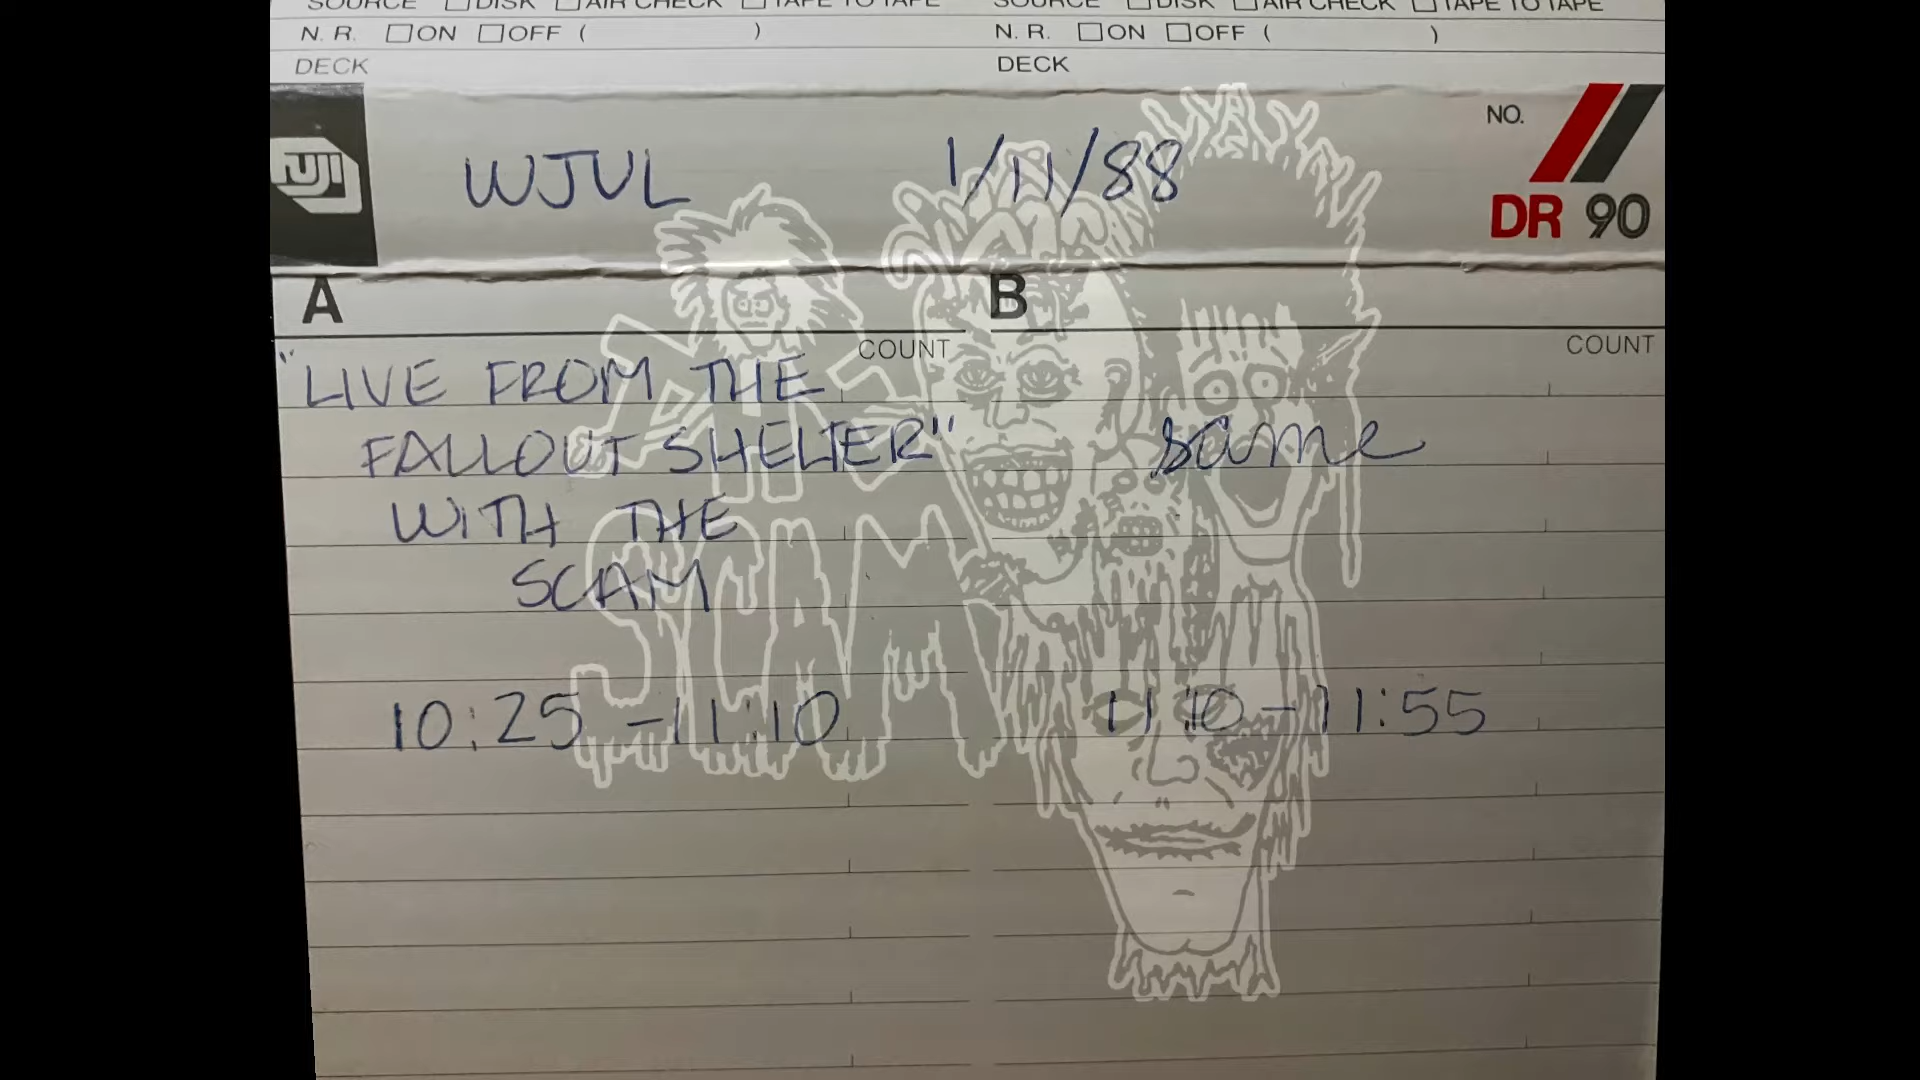 SOURCE □ DISK □ AIR CHECK □ TAPE TO TAPE
SOURCE □ DISK □ AIR CHECK □ TAPE TO TAPE
N. R. □ ON □ OFF ( )
N. R. □ ON □ OFF ( )
DECK
DECK
FUJI
WJUL 1/11/88
NO.
DR 90
A
COUNT
"LIVE FROM THE
FALLOUT SHELTER"
WITH THE
SCAM
10:25 - 11:10
B
COUNT
same
11:10 - 11:55
THE
SCAM